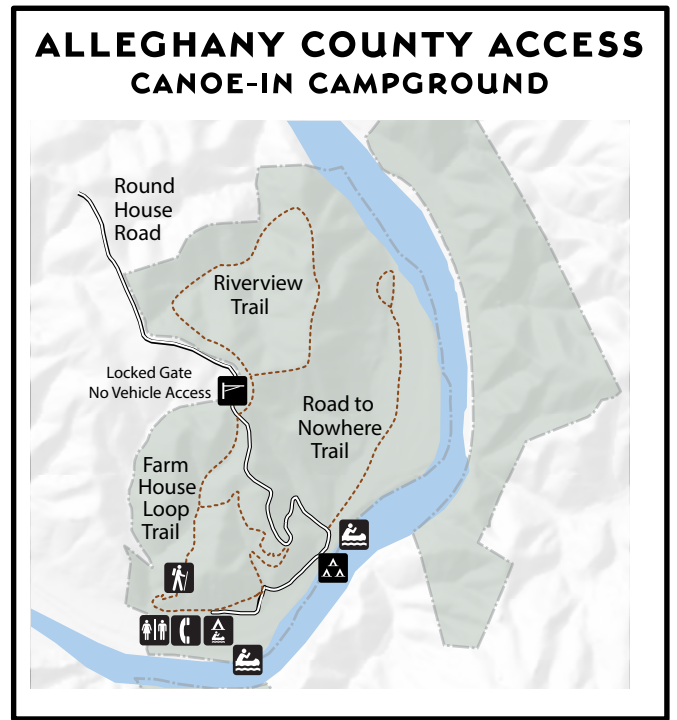 ALLEGHANY COUNTY ACCESS
CANOE-IN CAMPGROUND
Round
House
Road
Riverview
Trail
Locked Gate
No Vehicle Access
Road to
Nowhere
Trail
Farm
House
Loop
Trail